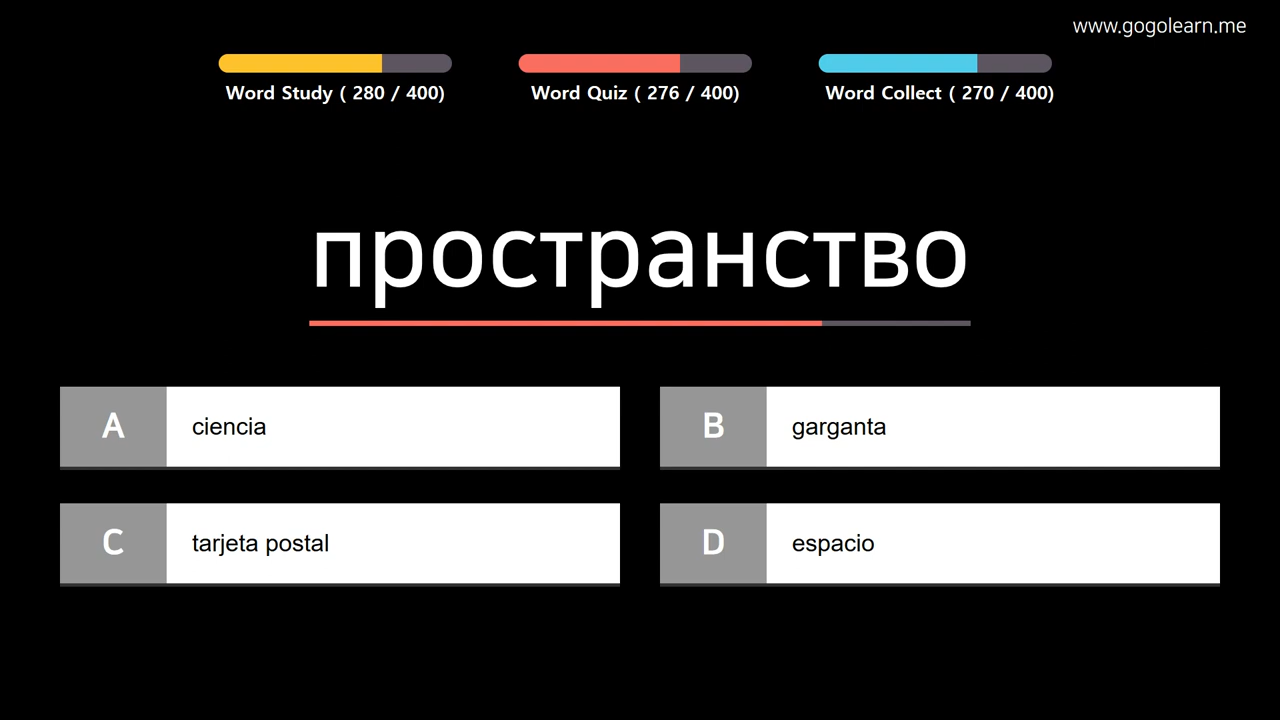 www.gogolearn.me
Word Study ( 280 / 400)
Word Quiz ( 276 / 400)
Word Collect ( 270 / 400)
пространство
A ciencia
B garganta
C tarjeta postal
D espacio